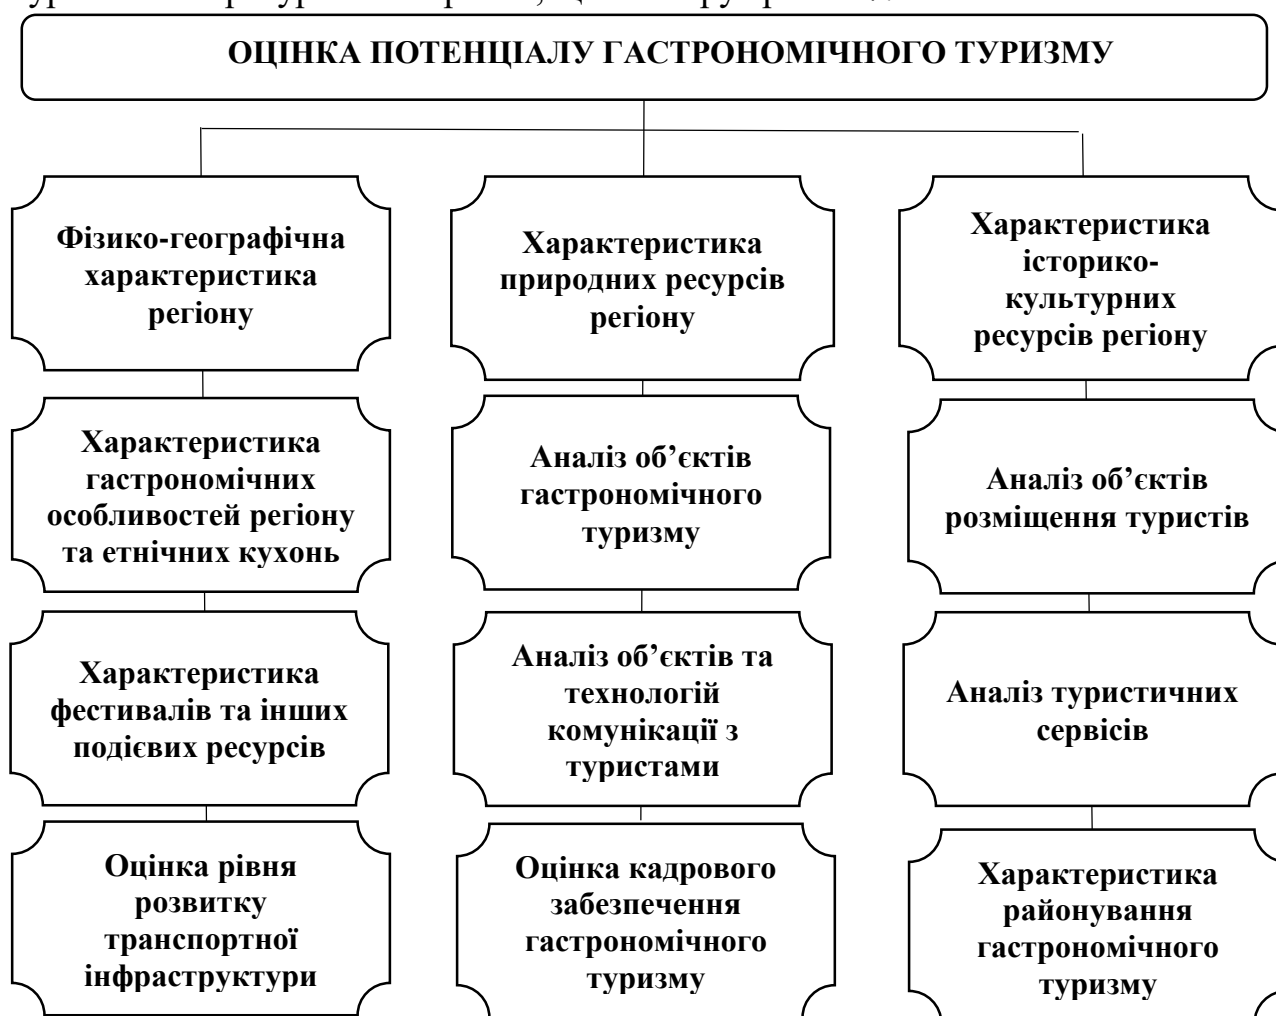 ОЦІНКА ПОТЕНЦІАЛУ ГАСТРОНОМІЧНОГО ТУРИЗМУ
Фізико-географічна
характеристика
регіону
Характеристика
природних ресурсів
регіону
Характеристика
історико-
культурних
ресурсів регіону
Характеристика
гастрономічних
особливостей регіону
та етнічних кухонь
Аналіз об’єктів
гастрономічного
туризму
Аналіз об’єктів
розміщення туристів
Характеристика
фестивалів та інших
подієвих ресурсів
Аналіз об’єктів та
технологій
комунікації з
туристами
Аналіз туристичних
сервісів
Оцінка рівня
розвитку
транспортної
інфраструктури
Оцінка кадрового
забезпечення
гастрономічного
туризму
Характеристика
районування
гастрономічного
туризму